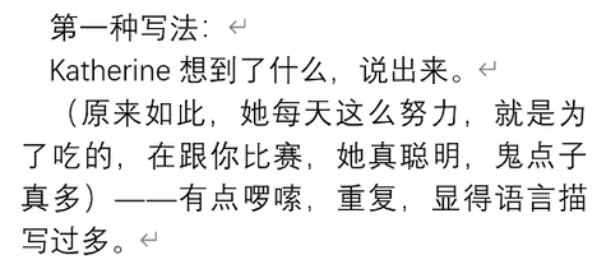 第一种写法：
Katherine 想到了什么，说出来。
（原来如此，她每天这么努力，就是为
了吃的，在跟你比赛，她真聪明，鬼点子
真多）——有点啰嗦，重复，显得语言描
写过多。